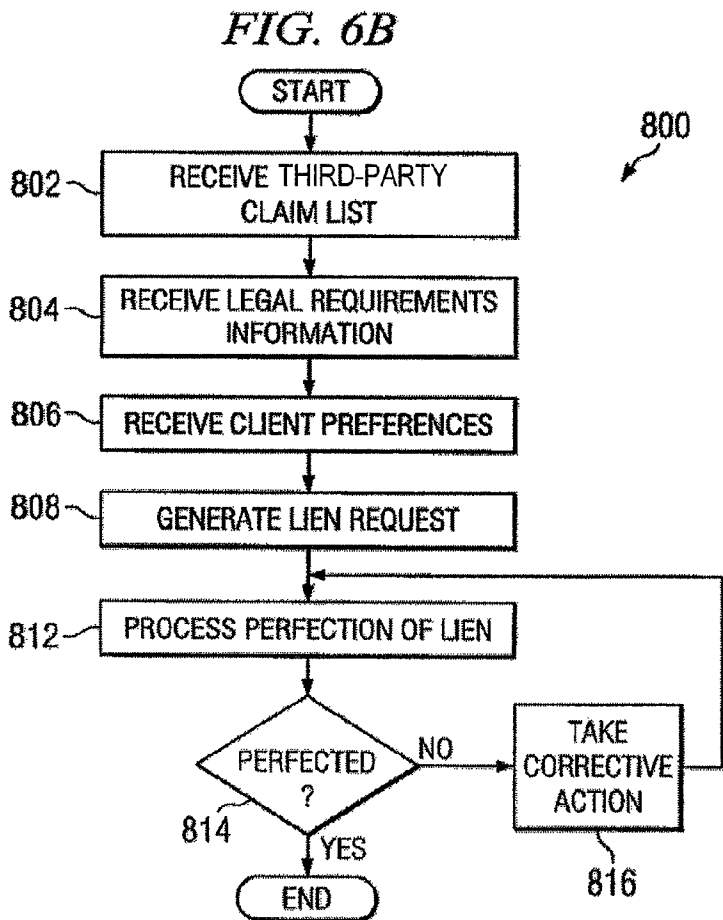 FIG. 6B
START
800
802
RECEIVE THIRD-PARTY
CLAIM LIST
804
RECEIVE LEGAL REQUIREMENTS
INFORMATION
806
RECEIVE CLIENT PREFERENCES
808
GENERATE LIEN REQUEST
812
PROCESS PERFECTION OF LIEN
PERFECTED
?
814
NO
TAKE
CORRECTIVE
ACTION
816
YES
END